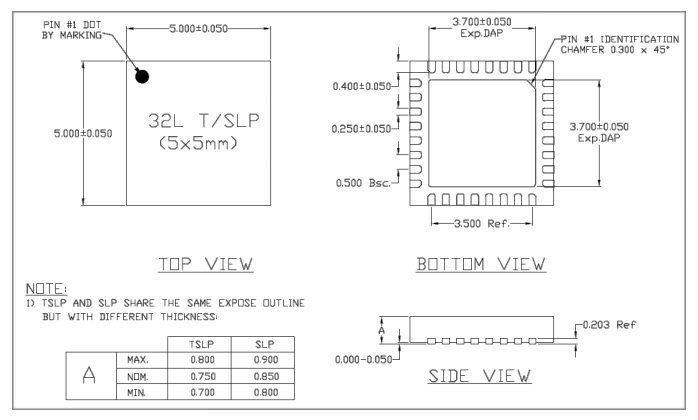 PIN #1 DOT
BY MARKING
5.000±0.050
5.000±0.050
32L T/SLP
(5x5mm)
TOP VIEW
3.700±0.050
Exp.DAP
PIN #1 IDENTIFICATION
CHAMFER 0.300 x 45°
0.400±0.050
0.250±0.050
0.500 Bsc.
3.700±0.050
Exp.DAP
3.500 Ref.
BOTTOM VIEW
NOTE:
1) TSLP AND SLP SHARE THE SAME EXPOSE OUTLINE
BUT WITH DIFFERENT THICKNESS:
TSLP SLP
A
MAX. 0.800 0.900
NOM. 0.750 0.850
MIN. 0.700 0.800
A
0.203 Ref
0.000-0.050
SIDE VIEW